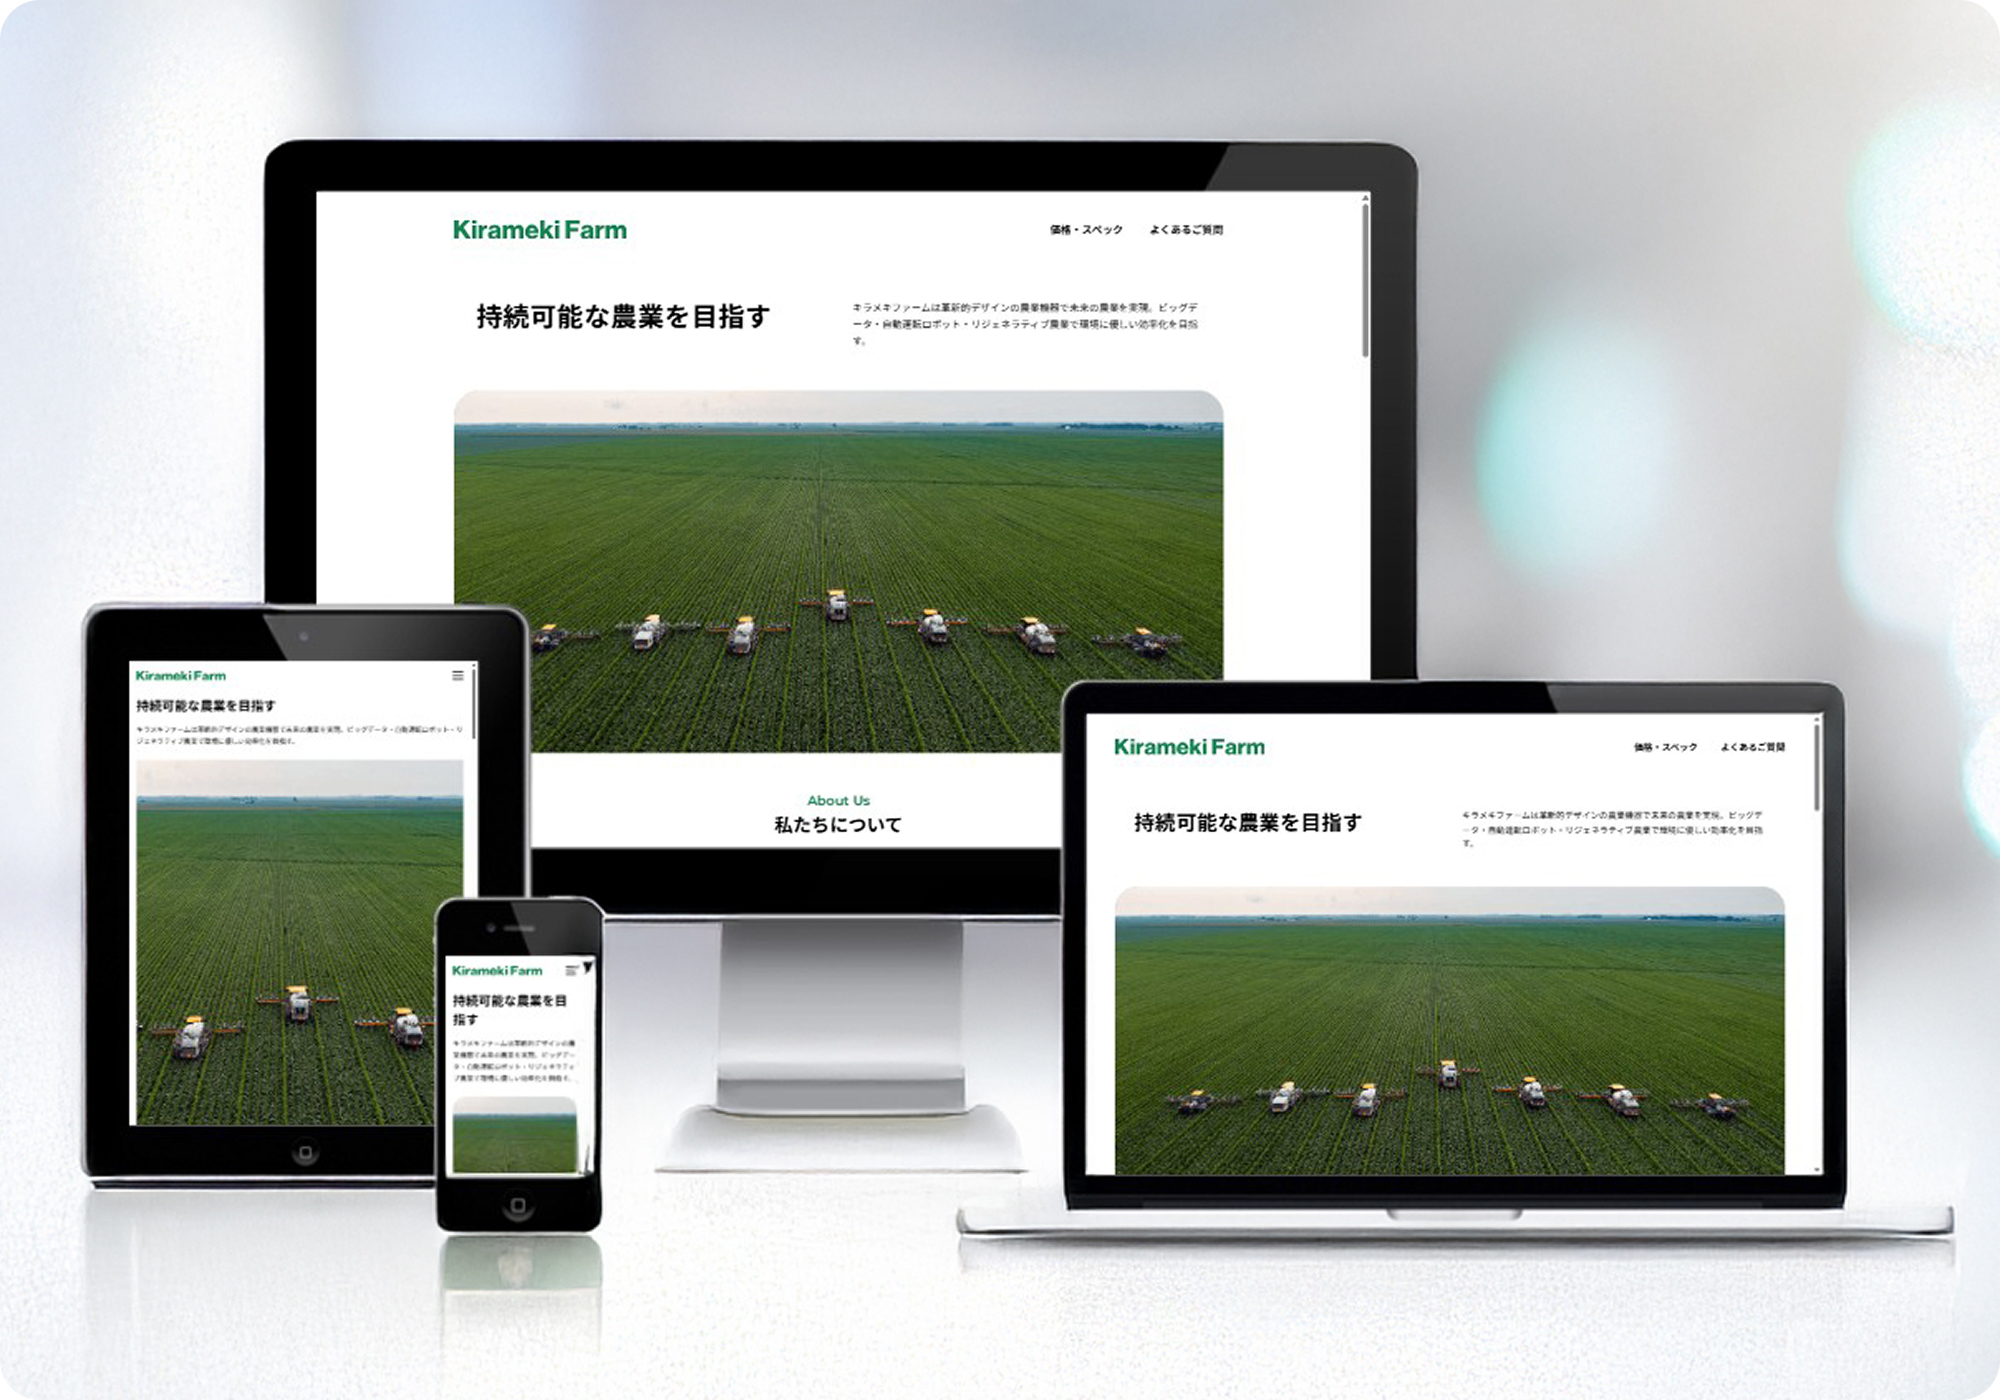 Kirameki Farm
価格・スペック
よくあるご質問
持続可能な農業を目指す
キラメキファームは革新的デザインの農業機器で未来の農業を実現。ビッグデ
ータ・自動運転ロボット・リジェネラティブ農業で環境に優しい効率化を目指
す。
About Us
私たちについて
Kirameki Farm
持続可能な農業を目指す
キラメキファームは革新的デザインの農業機器で未来の農業を実現。ビッグデータ・自動運転ロボット・リ
ジェネラティブ農業で環境に優しい効率化を目指す。
Kirameki Farm
持続可能な農業を目
指す
キラメキファームは革新的デザインの農
業機器で未来の農業を実現。ビッグデー
タ・自動運転ロボット・リジェネラティ
ブ農業で環境に優しい効率化を目指す。
Kirameki Farm
価格・スペック
よくあるご質問
持続可能な農業を目指す
キラメキファームは革新的デザインの農業機器で未来の農業を実現。ビッグデ
ータ・自動運転ロボット・リジェネラティブ農業で環境に優しい効率化を目指
す。